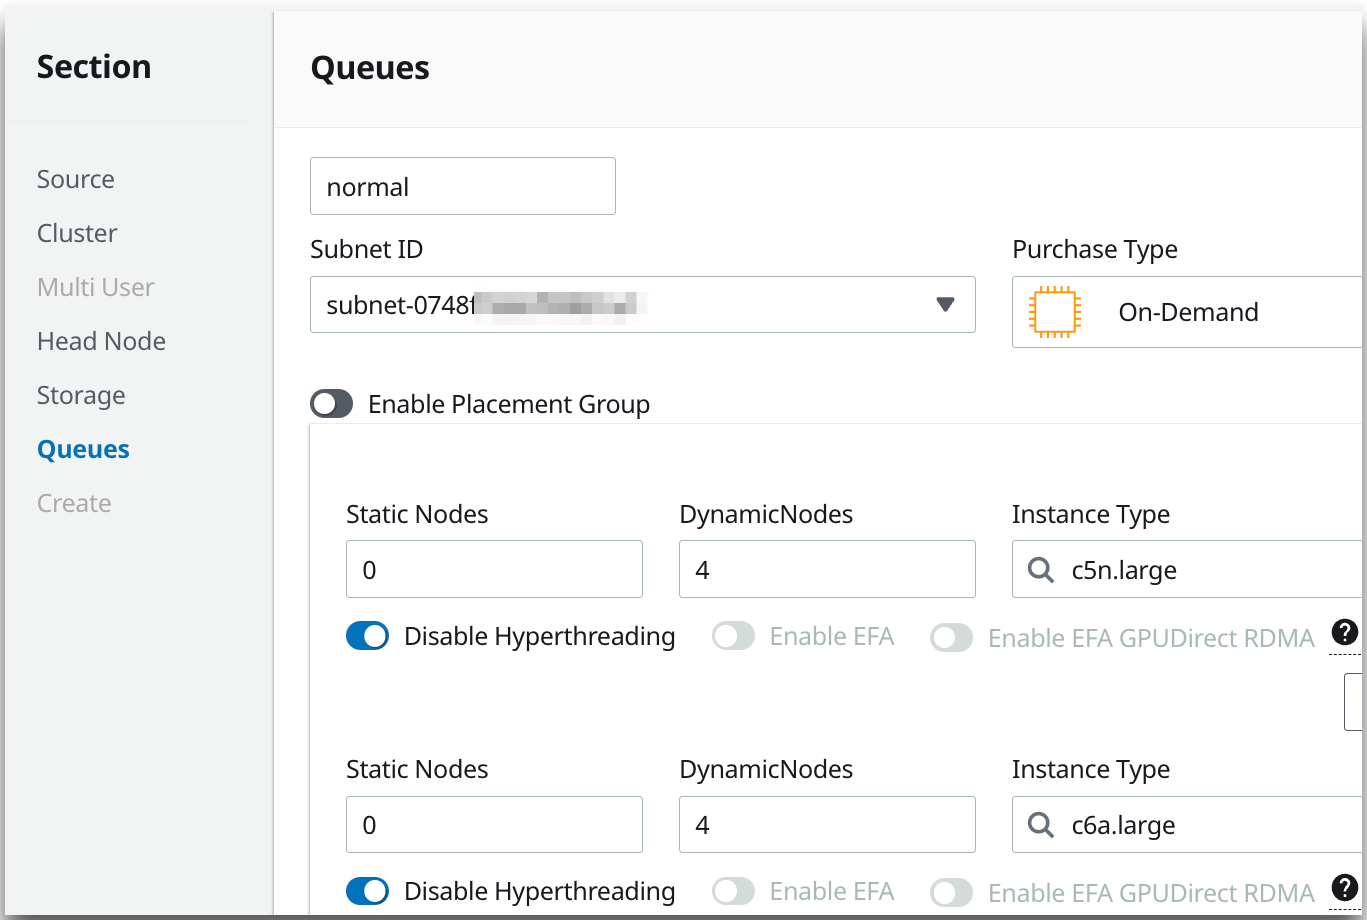 Section
Source
Cluster
Multi User
Head Node
Storage
Queues
Create
Queues
normal
Subnet ID
Purchase Type
subnet-0748f
On-Demand
Enable Placement Group
Static Nodes
DynamicNodes
Instance Type
0
4
c5n.large
Disable Hyperthreading
Enable EFA
Enable EFA GPUDirect RDMA
?
Static Nodes
DynamicNodes
Instance Type
0
4
c6a.large
Disable Hyperthreading
Enable EFA
Enable EFA GPUDirect RDMA
?